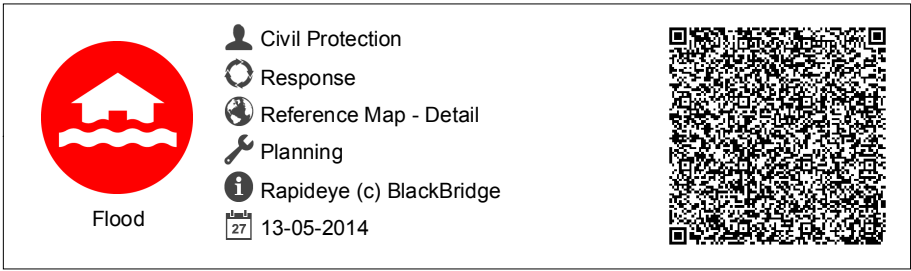 Flood
Civil Protection
Response
Reference Map - Detail
Planning
Rapideye (c) BlackBridge
27
13-05-2014